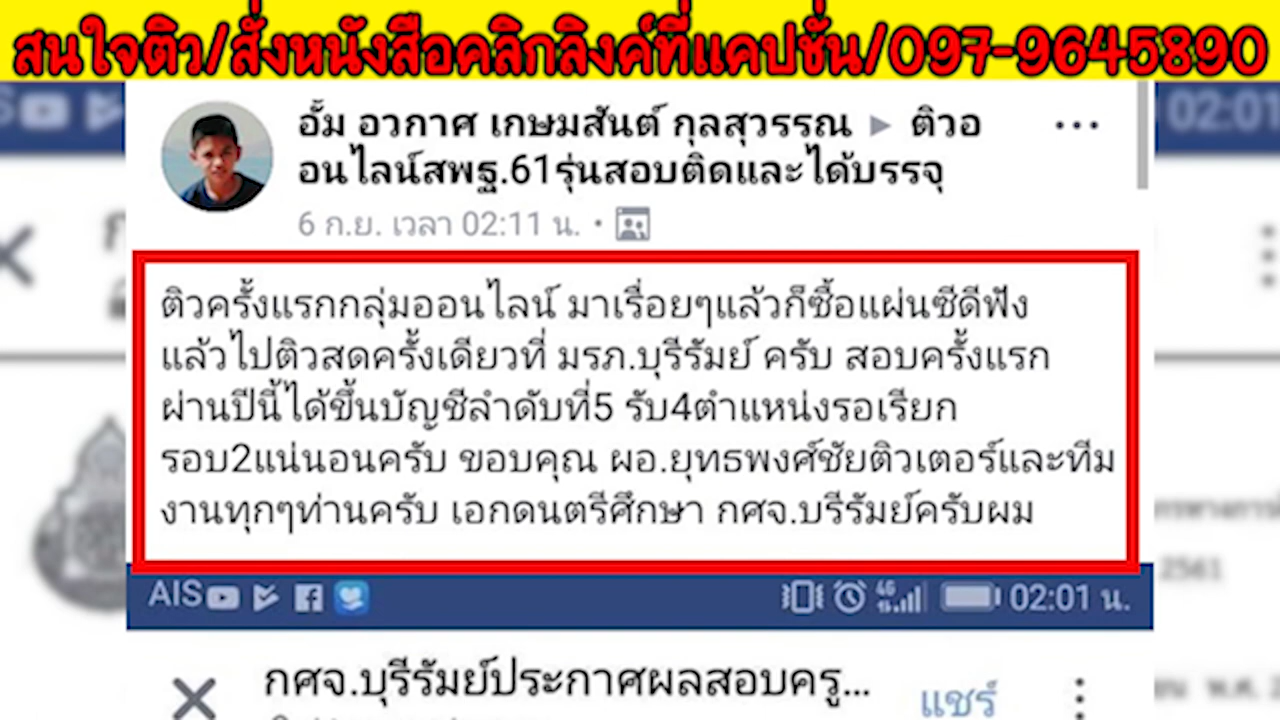 สนใจติว/สั่งหนังสือคลิกลิงค์ที่แคปชั่น/097-9645890
02:01
อั้ม อวกาศ เกษมสันต์ กุลสุวรรณ ▸ ติวอ
อนไลน์สพฐ.61รุ่นสอบติดและได้บรรจุ
6 ก.ย. เวลา 02:11 น. •
ติวครั้งแรกกลุ่มออนไลน์ มาเรื่อยๆแล้วก็ซื้อแผ่นซีดีฟัง
แล้วไปติวสดครั้งเดียวที่ มรภ.บุรีรัมย์ ครับ สอบครั้งแรก
ผ่านปีนี้ได้ขึ้นบัญชีลำดับที่5 รับ4ตำแหน่งรอเรียก
รอบ2แน่นอนครับ ขอบคุณ ผอ.ยุทธพงศ์ชัยติวเตอร์และทีม
งานทุกๆท่านครับ เอกดนตรีศึกษา กศจ.บรีรัมย์ครับผม
2561
AIS 4G 02:01 น.
กศจ.บุรีรัมย์ประกาศผลสอบครู...
แชร์
พ.ศ.